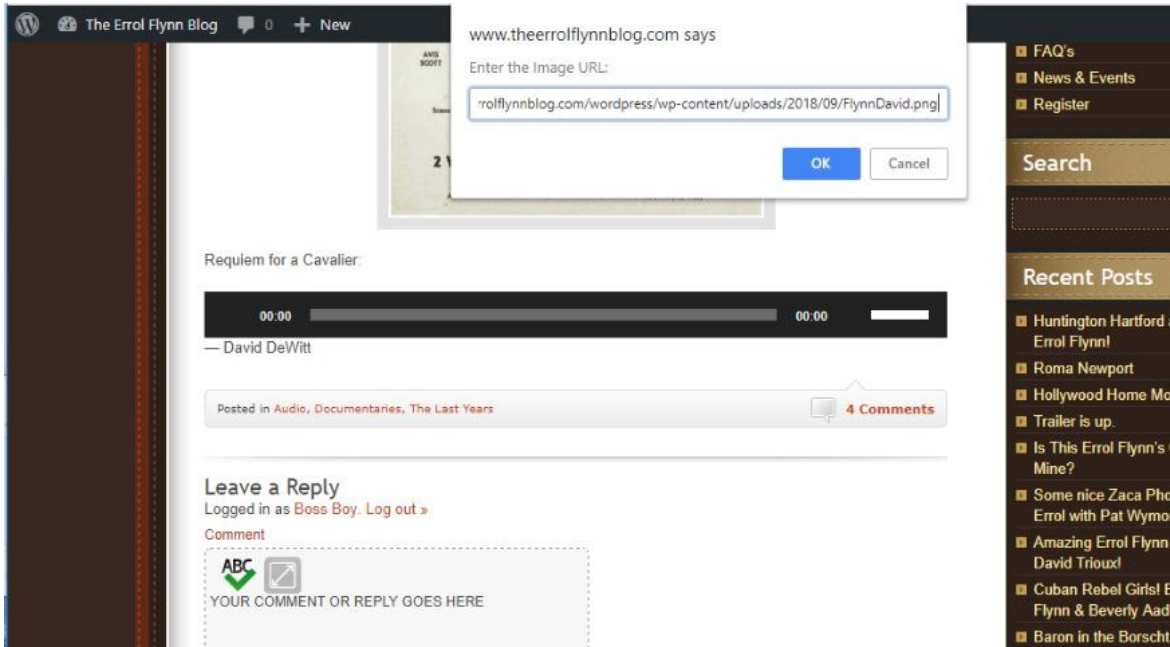 The Errol Flynn Blog 0 + New
www.theerrolflynnblog.com says
Enter the Image URL:
rrolflynnblog.com/wordpress/wp-content/uploads/2018/09/FlynnDavid.png
OK Cancel
AVIS
SCOTT
2
Requiem for a Cavalier:
00:00 00:00
— David DeWitt
Posted in Audio, Documentaries, The Last Years
4 Comments
Leave a Reply
Logged in as Boss Boy. Log out »
Comment
ABC
YOUR COMMENT OR REPLY GOES HERE
FAQ's
News & Events
Register
Search
Recent Posts
Huntington Hartford
Errol Flynn!
Roma Newport
Hollywood Home Mo
Trailer is up.
Is This Errol Flynn's
Mine?
Some nice Zaca Pho
Errol with Pat Wymo
Amazing Errol Flynn
David Trioux!
Cuban Rebel Girls! E
Flynn & Beverly Aad
Baron in the Borscht